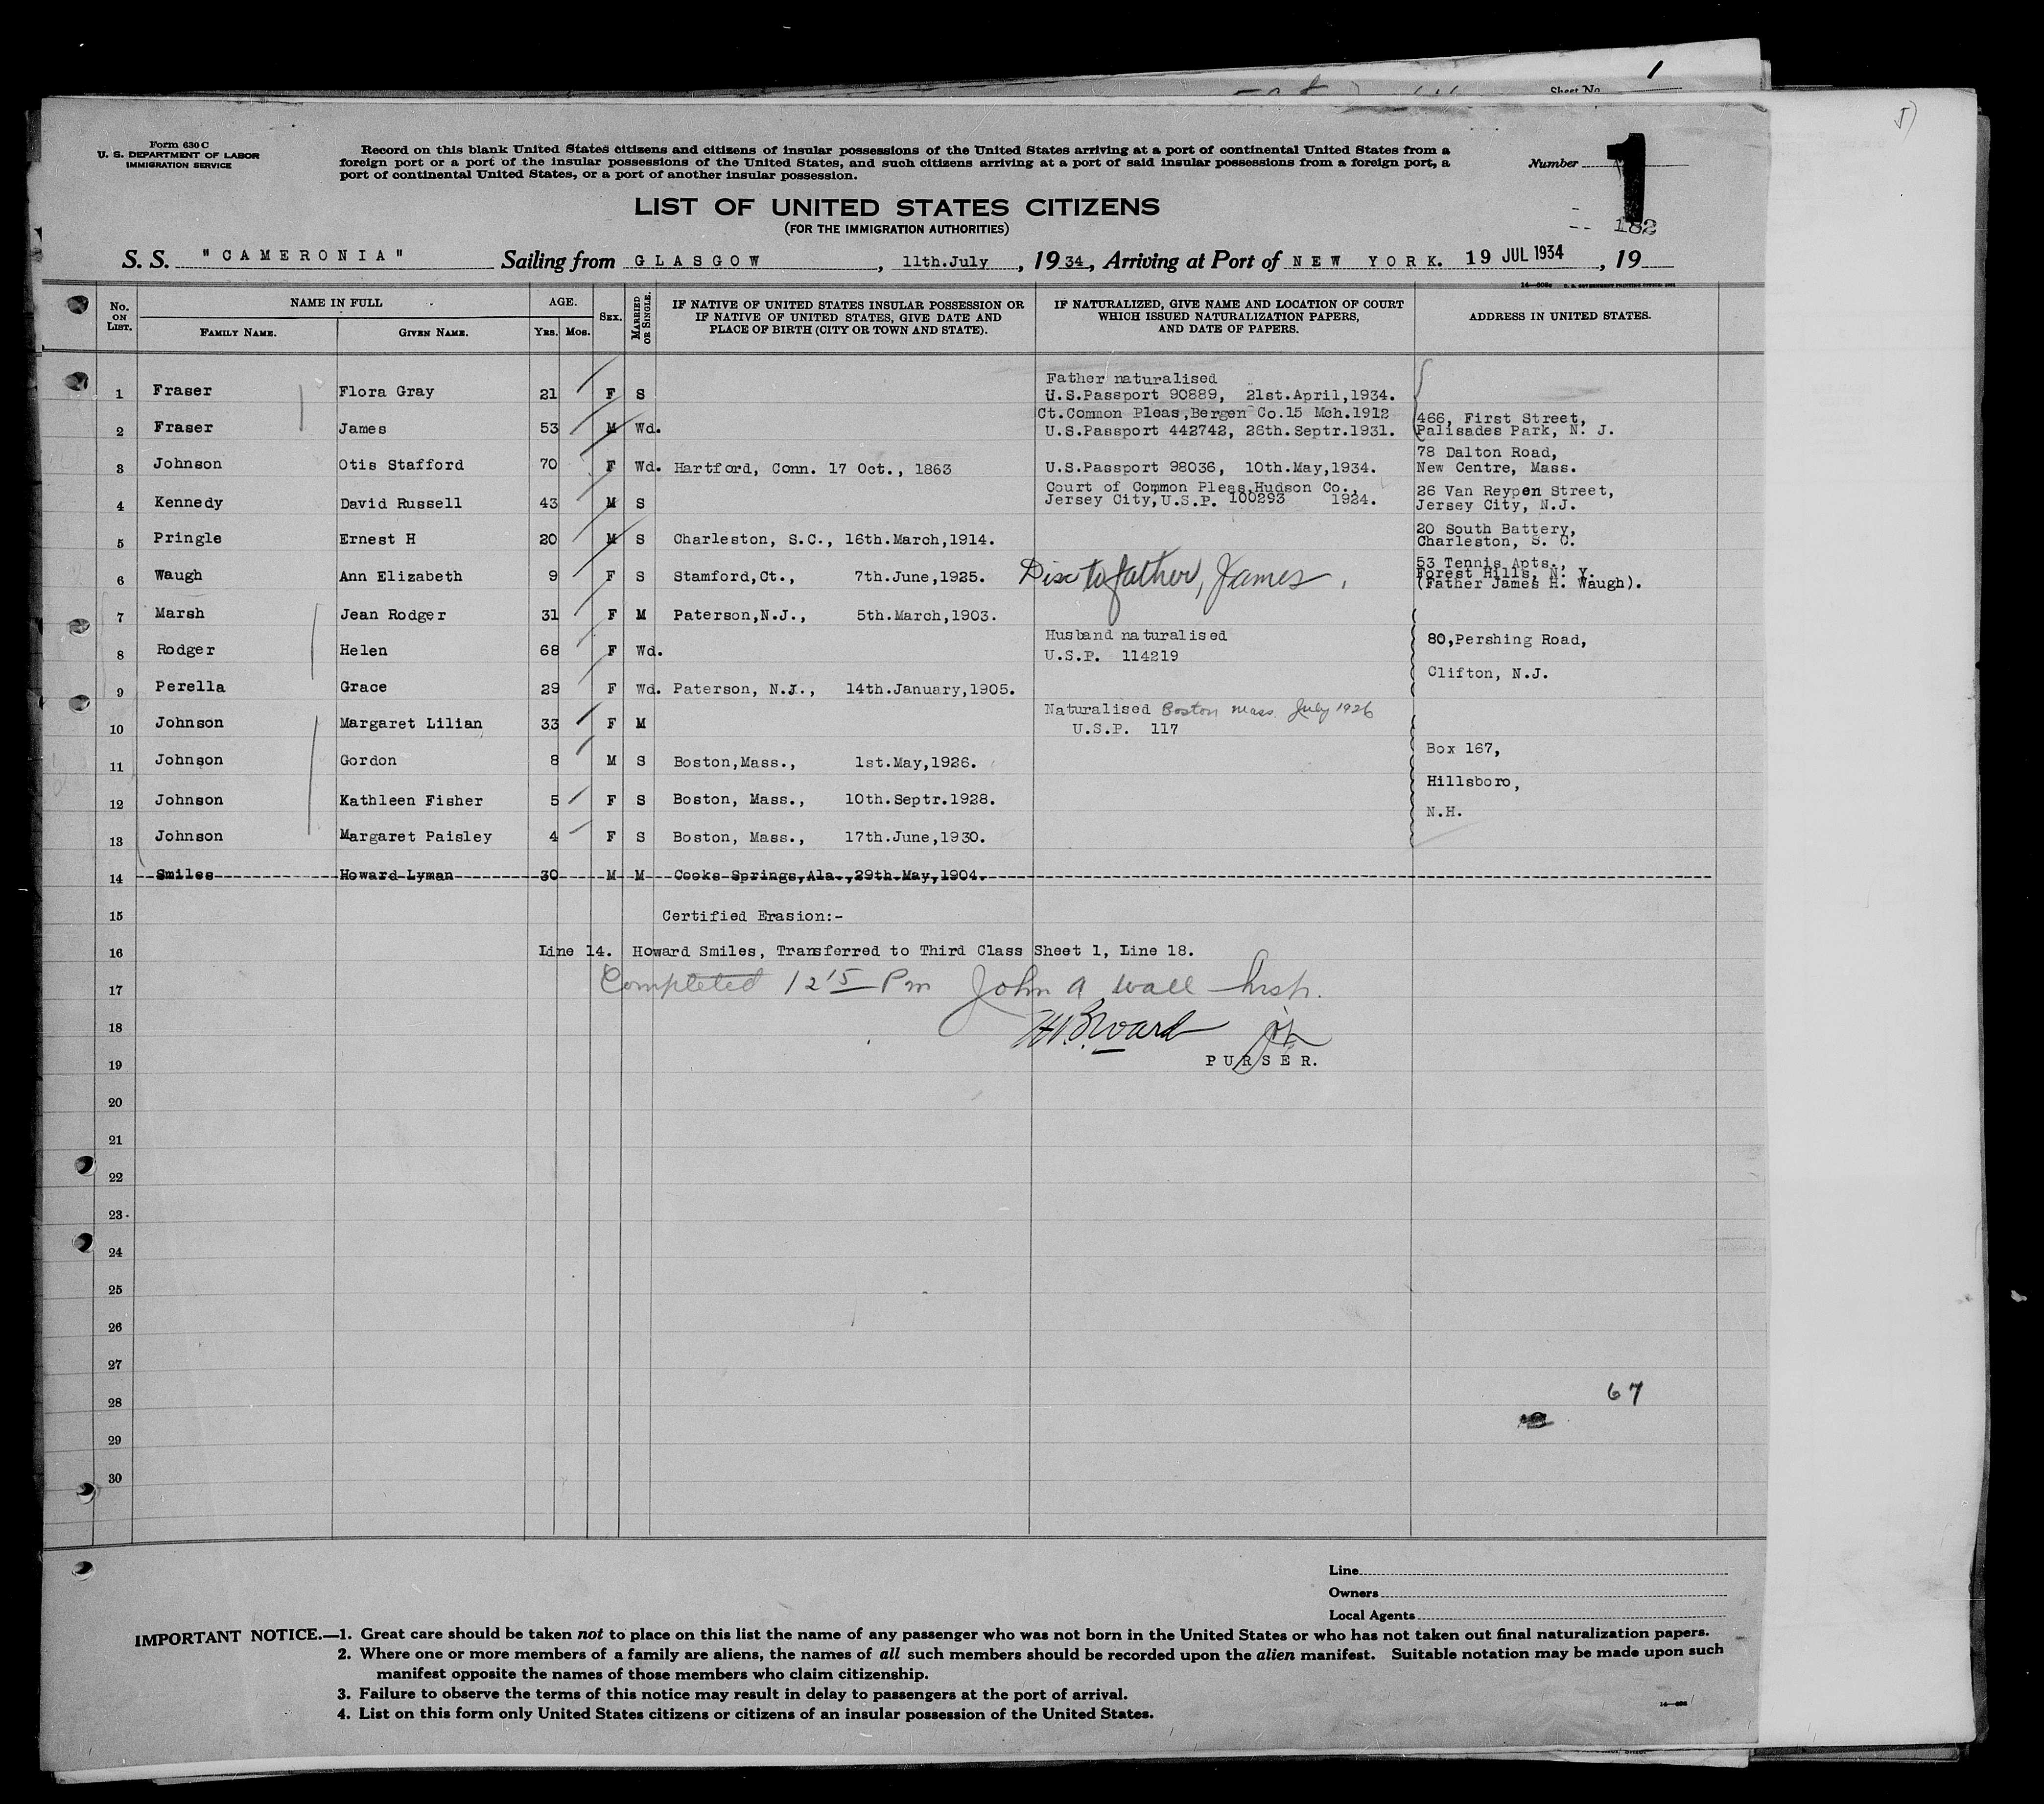 1
Sheet No.
Form 630 C
U. S. DEPARTMENT OF LABOR
IMMIGRATION SERVICE
Record on this blank United States citizens and citizens of insular possessions of the United States arriving at a port of continental United States from a
foreign port or a port of the insular possessions of the United States, and such citizens arriving at a port of said insular possessions from a foreign port, a
port of continental United States, or a port of another insular possession.
Number 1
182
LIST OF UNITED STATES CITIZENS
(FOR THE IMMIGRATION AUTHORITIES)
S. S. "CAMERONIA" Sailing from GLASGOW, 11th.July, 1934, Arriving at Port of NEW YORK. 19 JUL 1934, 19
No. ON LIST. NAME IN FULL FAMILY NAME. GIVEN NAME. AGE. YRS. MOS. SEX. MARRIED OR SINGLE. IF NATIVE OF UNITED STATES INSULAR POSSESSION OR IF NATIVE OF UNITED STATES, GIVE DATE AND PLACE OF BIRTH (CITY OR TOWN AND STATE). IF NATURALIZED, GIVE NAME AND LOCATION OF COURT WHICH ISSUED NATURALIZATION PAPERS, AND DATE OF PAPERS. ADDRESS IN UNITED STATES.
1 Fraser Flora Gray 21 F S Father naturalised U.S.Passport 90889, 21st.April,1934.
2 Fraser James 53 M Wd. Ct.Common Pleas,Bergen Co.15 Mch.1912 U.S.Passport 442742, 26th.Septr.1931. 466, First Street, Palisades Park, N. J.
3 Johnson Otis Stafford 70 F Wd. Hartford, Conn. 17 Oct., 1863 U.S.Passport 98036, 10th.May,1934. 78 Dalton Road, New Centre, Mass.
4 Kennedy David Russell 43 M S Court of Common Pleas,Hudson Co., Jersey City,U.S.P. 100293 1924. 26 Van Reypen Street, Jersey City, N.J.
5 Pringle Ernest H 20 M S Charleston, S.C., 16th.March,1914. 20 South Battery, Charleston, S. C.
6 Waugh Ann Elizabeth 9 F S Stamford,Ct., 7th.June,1925. Disc to father, James. 53 Tennis Apts., Forest Hills, N. Y. (Father James H. Waugh).
7 Marsh Jean Rodger 31 F M Paterson,N.J., 5th.March,1903.
8 Rodger Helen 68 F Wd. Husband naturalised U.S.P. 114219 80,Pershing Road,
Clifton, N.J.
9 Perella Grace 29 F Wd. Paterson, N.J., 14th.January,1905.
10 Johnson Margaret Lilian 33 F M Naturalised Boston Mass. July 1926 U.S.P. 117
11 Johnson Gordon 8 M S Boston,Mass., 1st.May,1926. Box 167,
Hillsboro,
12 Johnson Kathleen Fisher 5 F S Boston, Mass., 10th.Septr.1928. N.H.
13 Johnson Margaret Paisley 4 F S Boston, Mass., 17th.June,1930.
14 Smiles Howard Lyman 30 M M Cooks Springs,Ala.,29th.May,1904.
15 Certified Erasion:-
16 Line 14. Howard Smiles, Transferred to Third Class Sheet 1, Line 18.
17 Completed 12 15 Pm John A Wall Insp.
18 Ward
19 PURSER.
20
21
22
23
24
25
26
27
28 67
29
30
Line
Owners
Local Agents
IMPORTANT NOTICE.—1. Great care should be taken not to place on this list the name of any passenger who was not born in the United States or who has not taken out final naturalization papers.
2. Where one or more members of a family are aliens, the names of all such members should be recorded upon the alien manifest. Suitable notation may be made upon such
manifest opposite the names of those members who claim citizenship.
3. Failure to observe the terms of this notice may result in delay to passengers at the port of arrival.
4. List on this form only United States citizens or citizens of an insular possession of the United States.